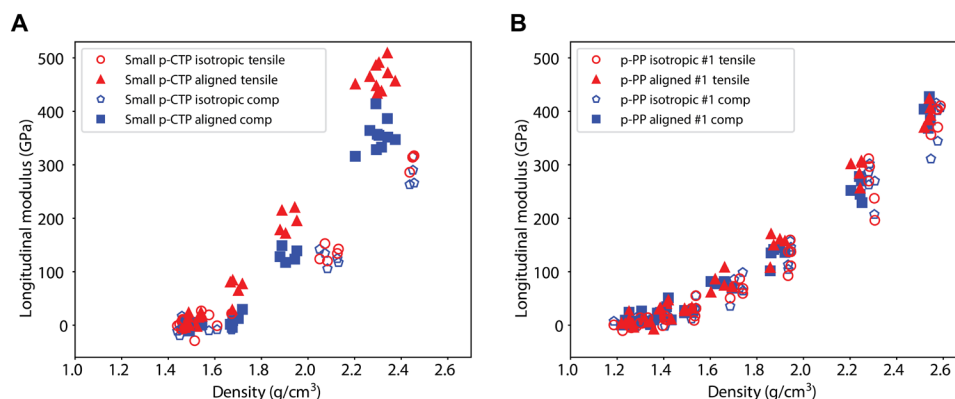 A
B
Small p-CTP isotropic tensile
Small p-CTP aligned tensile
Small p-CTP isotropic comp
Small p-CTP aligned comp
Longitudinal modulus (GPa)
500
400
300
200
100
0
1.0 1.2 1.4 1.6 1.8 2.0 2.2 2.4 2.6
Density (g/cm³)
p-PP isotropic #1 tensile
p-PP aligned #1 tensile
p-PP isotropic #1 comp
p-PP aligned #1 comp
Longitudinal modulus (GPa)
500
400
300
200
100
0
1.0 1.2 1.4 1.6 1.8 2.0 2.2 2.4 2.6
Density (g/cm³)